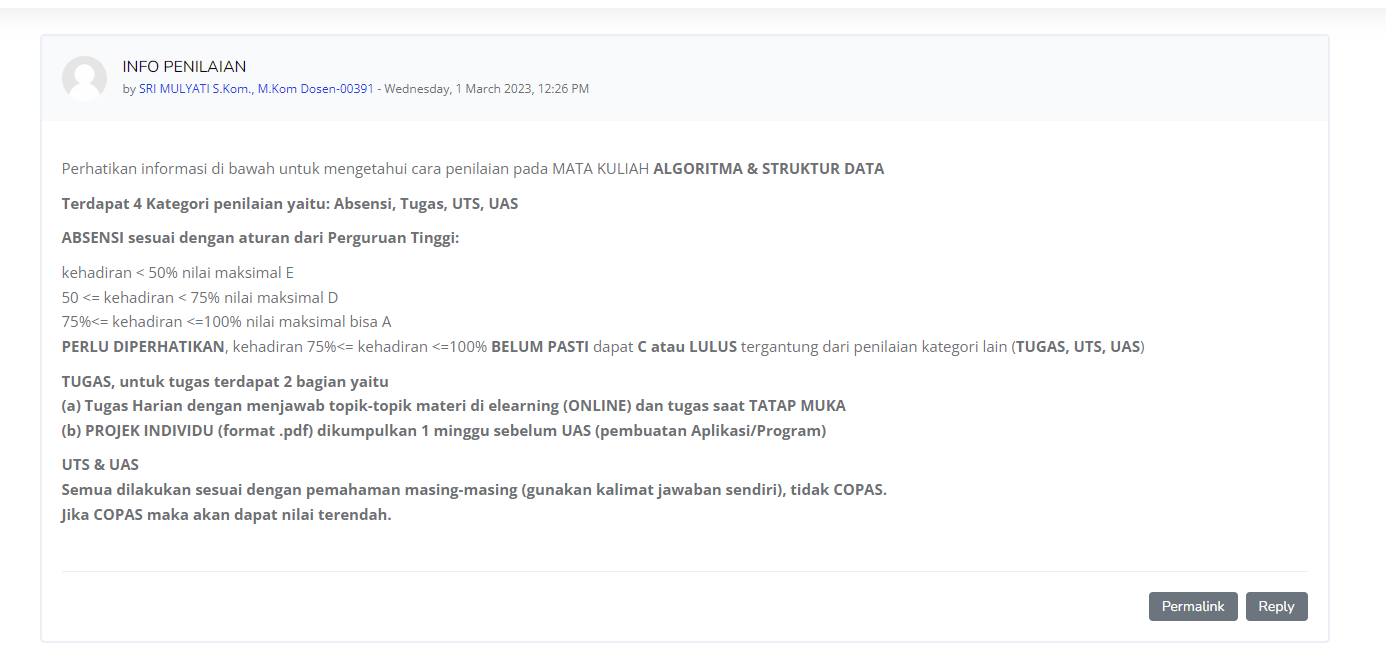 INFO PENILAIAN
by SRI MULYATI S.Kom., M.Kom Dosen-00391 - Wednesday, 1 March 2023, 12:26 PM
Perhatikan informasi di bawah untuk mengetahui cara penilaian pada MATA KULIAH ALGORITMA & STRUKTUR DATA
Terdapat 4 Kategori penilaian yaitu: Absensi, Tugas, UTS, UAS
ABSENSI sesuai dengan aturan dari Perguruan Tinggi:
kehadiran < 50% nilai maksimal E
50 <= kehadiran < 75% nilai maksimal D
75%<= kehadiran <=100% nilai maksimal bisa A
PERLU DIPERHATIKAN, kehadiran 75%<= kehadiran <=100% BELUM PASTI dapat C atau LULUS tergantung dari penilaian kategori lain (TUGAS, UTS, UAS)
TUGAS, untuk tugas terdapat 2 bagian yaitu
(a) Tugas Harian dengan menjawab topik-topik materi di elearning (ONLINE) dan tugas saat TATAP MUKA
(b) PROJEK INDIVIDU (format .pdf) dikumpulkan 1 minggu sebelum UAS (pembuatan Aplikasi/Program)
UTS & UAS
Semua dilakukan sesuai dengan pemahaman masing-masing (gunakan kalimat jawaban sendiri), tidak COPAS.
Jika COPAS maka akan dapat nilai terendah.
Permalink Reply